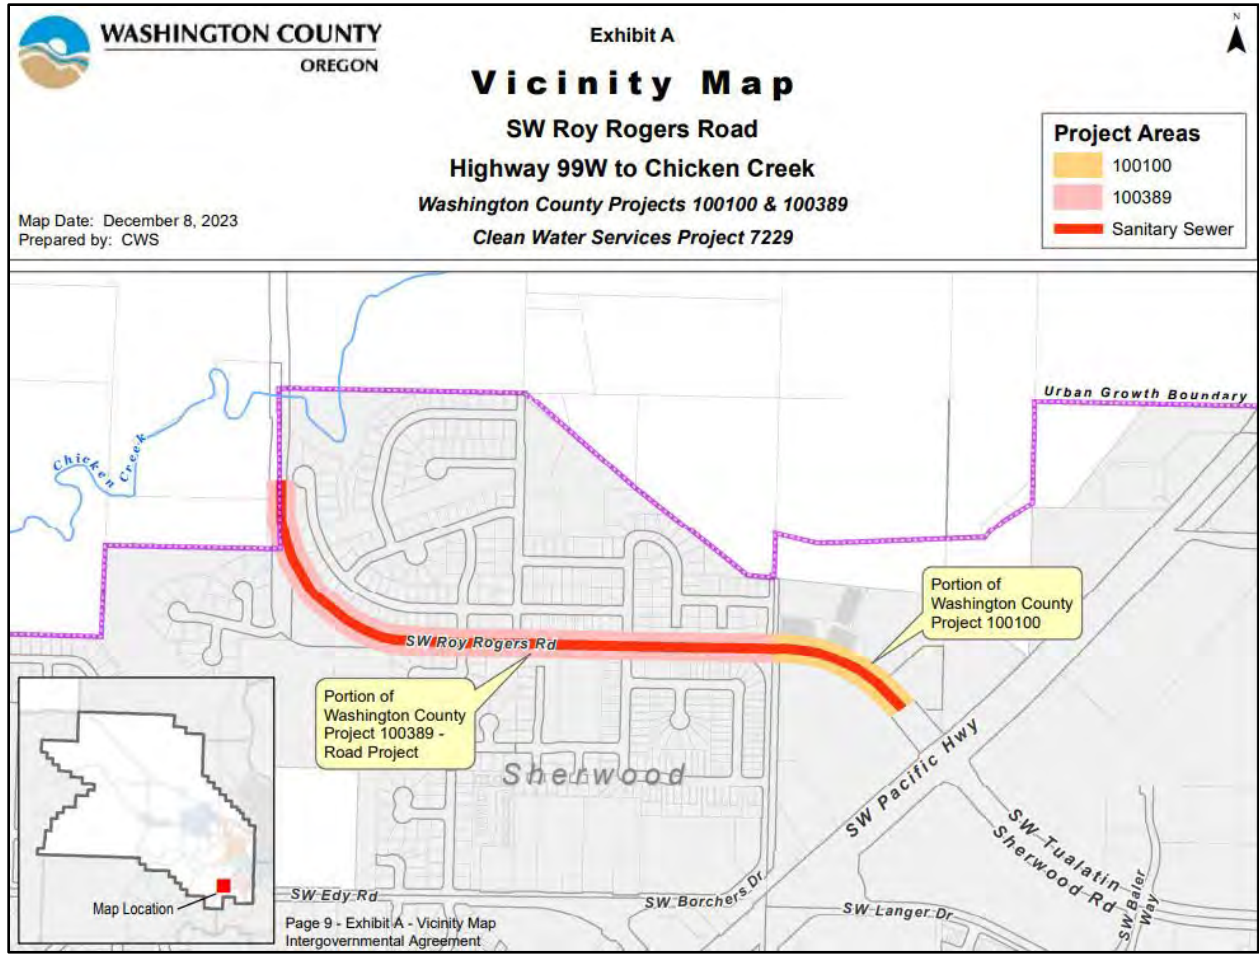 WASHINGTON COUNTY
OREGON
Exhibit A
N
Vicinity Map
SW Roy Rogers Road
Highway 99W to Chicken Creek
Washington County Projects 100100 & 100389
Clean Water Services Project 7229
Map Date: December 8, 2023
Prepared by: CWS
Project Areas
100100
100389
Sanitary Sewer
Urban Growth Boundary
Chicken Creek
Portion of
Washington County
Project 100100
SW Roy Rogers Rd
Portion of
Washington County
Project 100389 -
Road Project
Sherwood
SW Pacific Hwy
SW Tualatin
Sherwood Rd
SW Baler
Way
SW Edy Rd
SW Borchers Dr
SW Langer Dr
Map Location
Page 9 - Exhibit A - Vicinity Map
Intergovernmental Agreement